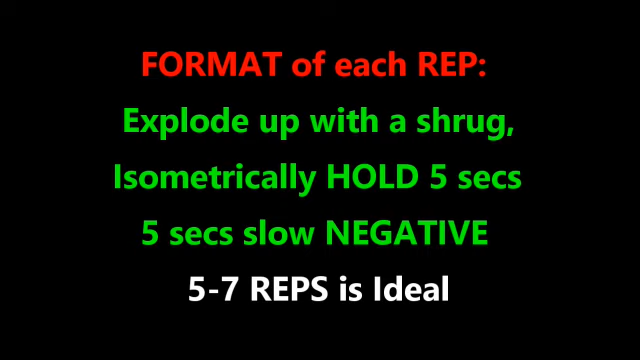 FORMAT of each REP:
Explode up with a shrug,
Isometrically HOLD 5 secs
5 secs slow NEGATIVE
5-7 REPS is Ideal